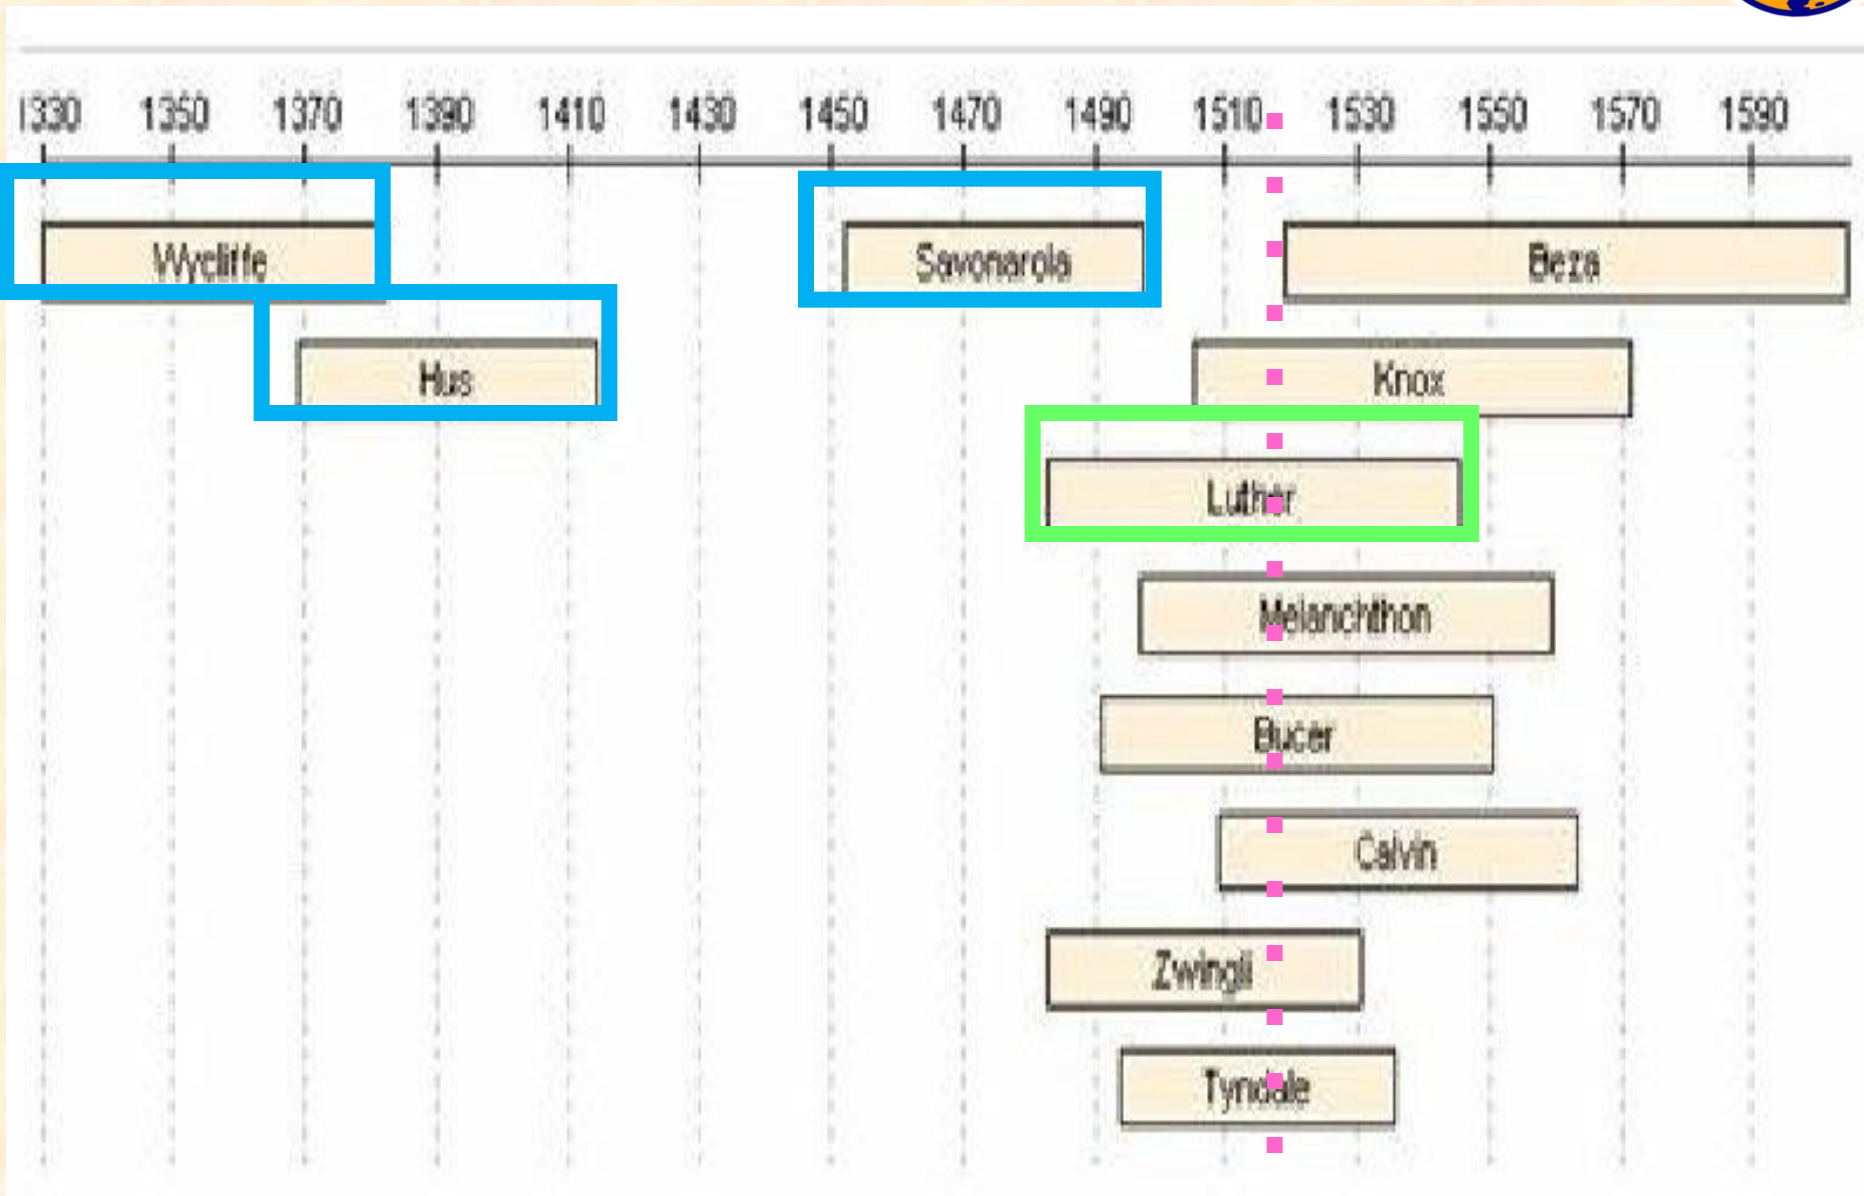 1330 1350 1370 1390 1410 1430 1450 1470 1490 1510 1530 1550 1570 1590
Wycliffe Savonarola Beza
Hus Knox
Luther
Melanchthon
Bucer
Calvin
Zwingli
Tyndale